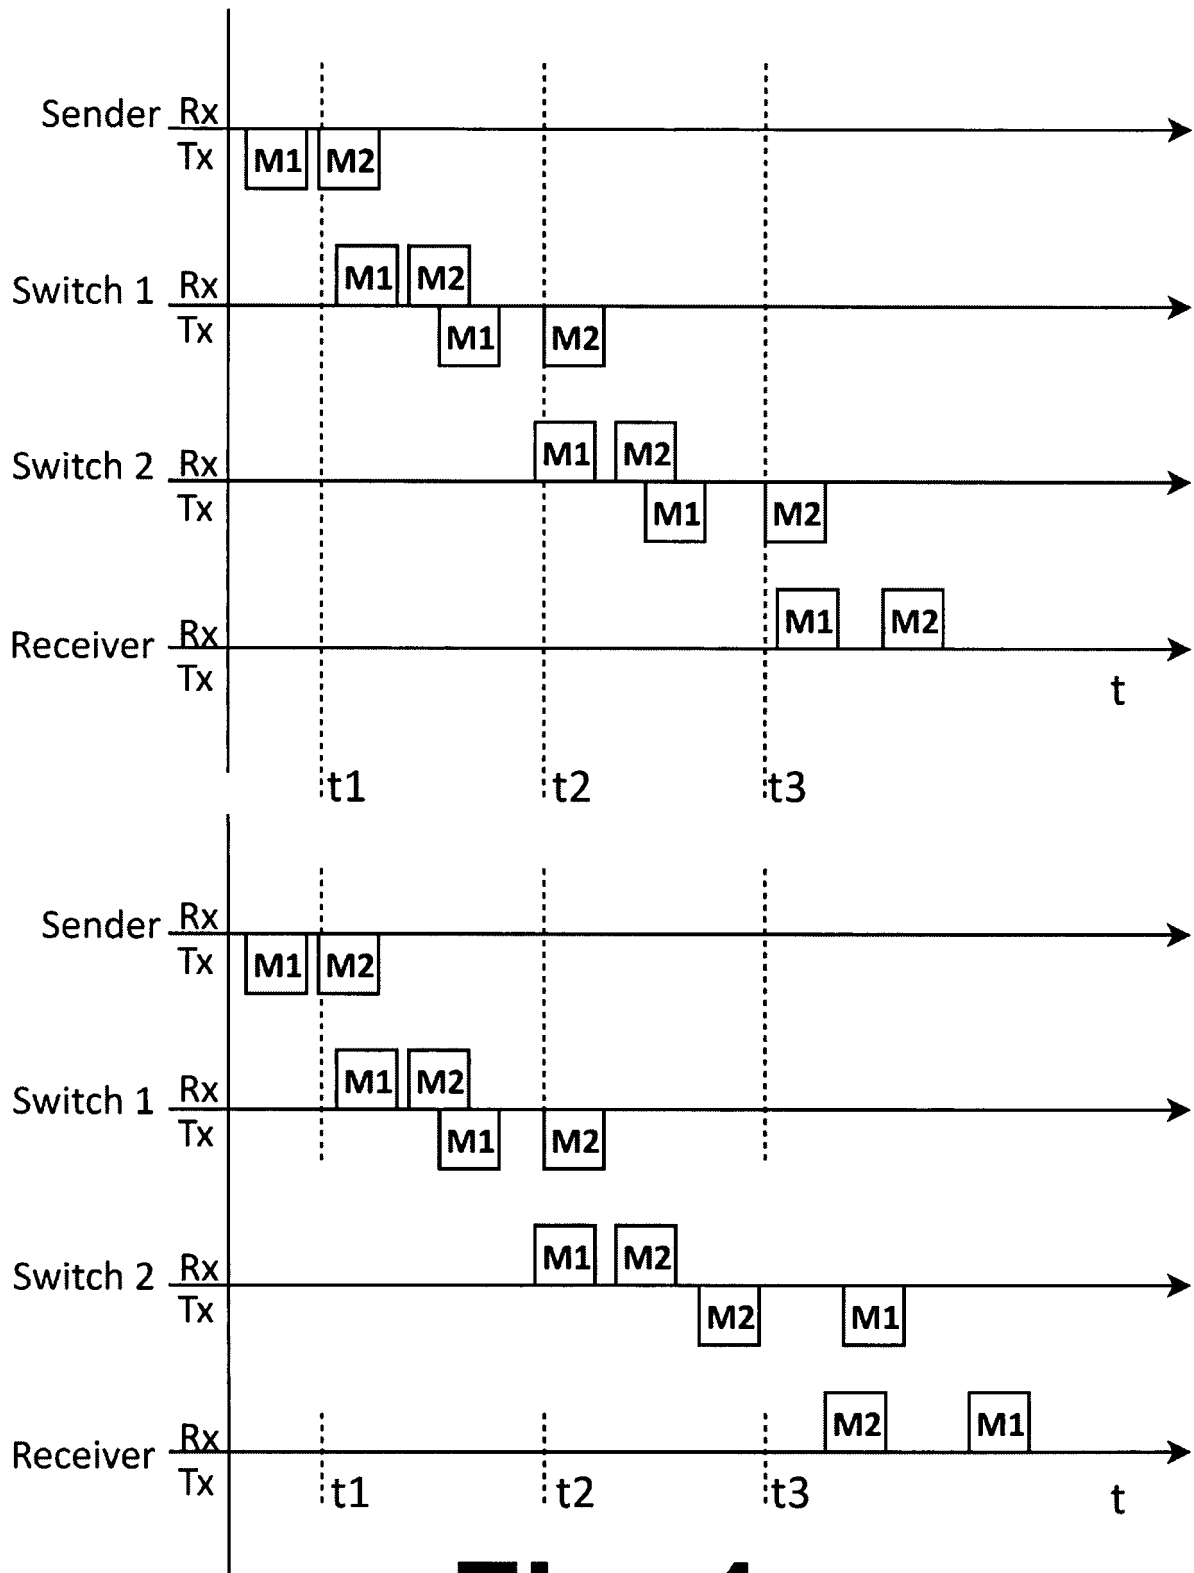 Sender Rx
Tx M1 M2
Switch 1 Rx M1 M2
Tx M1 M2
Switch 2 Rx M1 M2
Tx M1 M2
Receiver Rx M1 M2
Tx t
t1 t2 t3
Sender Rx
Tx M1 M2
Switch 1 Rx M1 M2
Tx M1 M2
Switch 2 Rx M1 M2
Tx M2 M1
Receiver Rx M2 M1
Tx t1 t2 t3 t